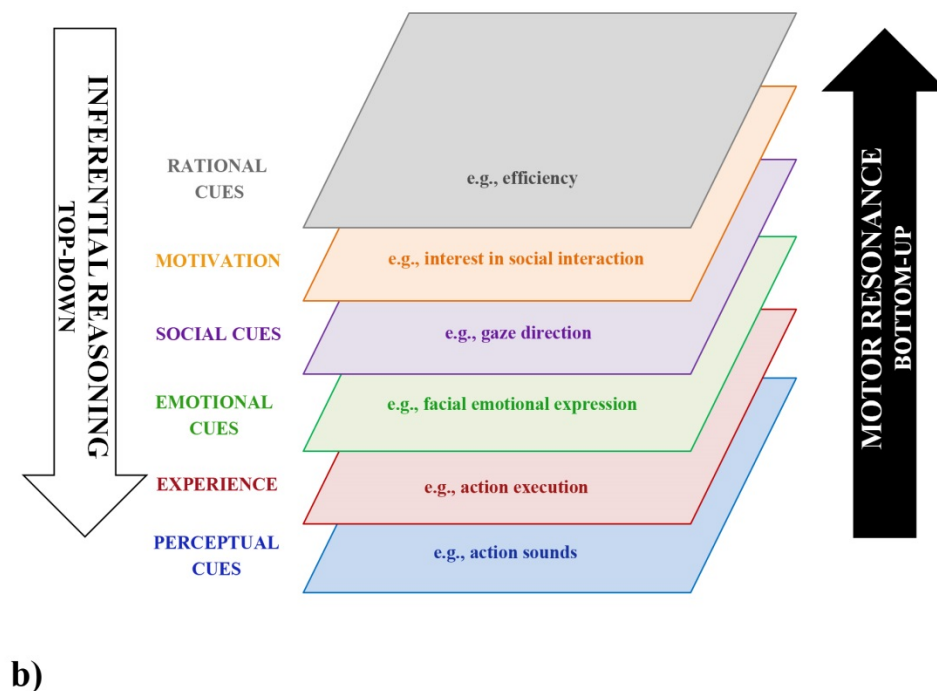 INFERENTIAL REASONING
TOP-DOWN
RATIONAL
CUES
e.g., efficiency
MOTIVATION
e.g., interest in social interaction
SOCIAL CUES
e.g., gaze direction
EMOTIONAL
CUES
e.g., facial emotional expression
EXPERIENCE
e.g., action execution
PERCEPTUAL
CUES
e.g., action sounds
MOTOR RESONANCE
BOTTOM-UP
b)